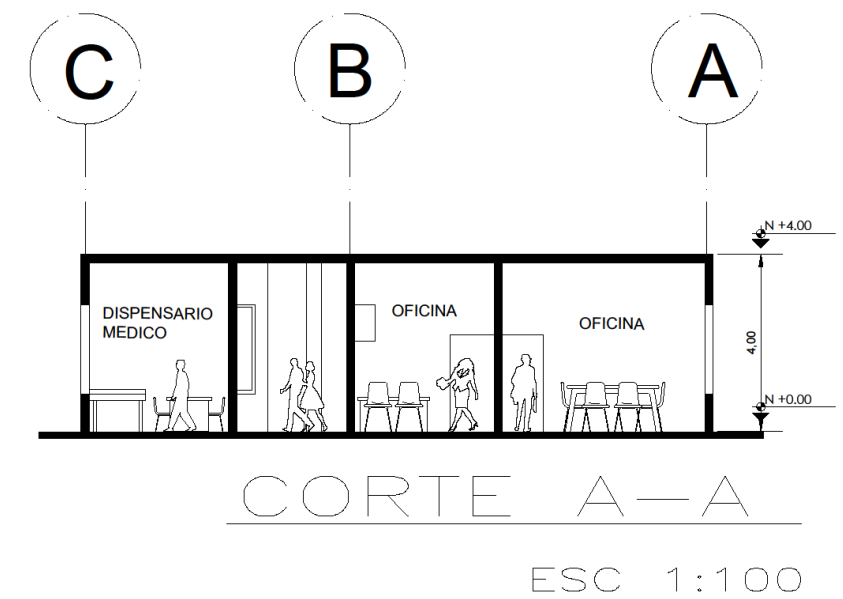 C
B
A
N +4.00
DISPENSARIO
MEDICO
OFICINA
OFICINA
4,00
N +0.00
CORTE A-A
ESC 1:100